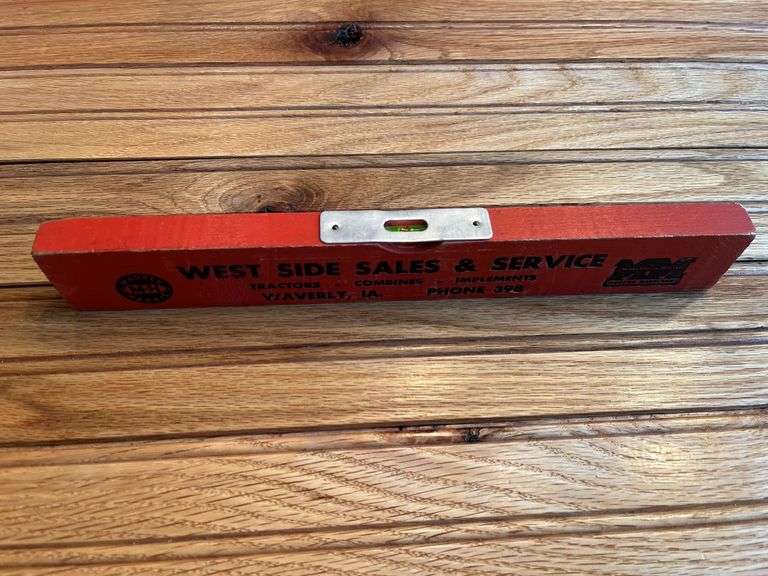 WEST SIDE SALES & SERVICE
TRACTORS - COMBINES - IMPLEMENTS
WAVERLY, IA. PHONE 398